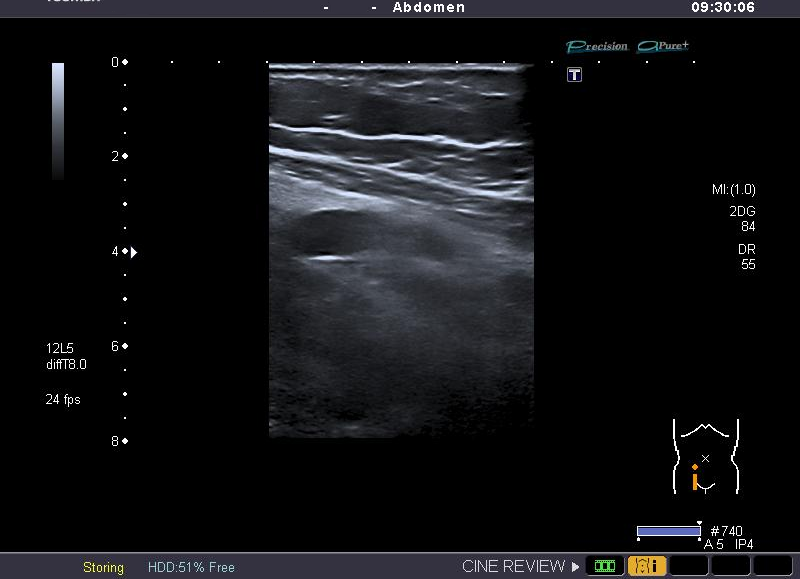 - - Abdomen 09:30:06
Precision APure+
T
0
2
4
6
8
MI:(1.0)
2DG
84
DR
55
12L5
diffT8.0
24 fps
#740
A 5 IP4
Storing HDD:51% Free CINE REVIEW
i